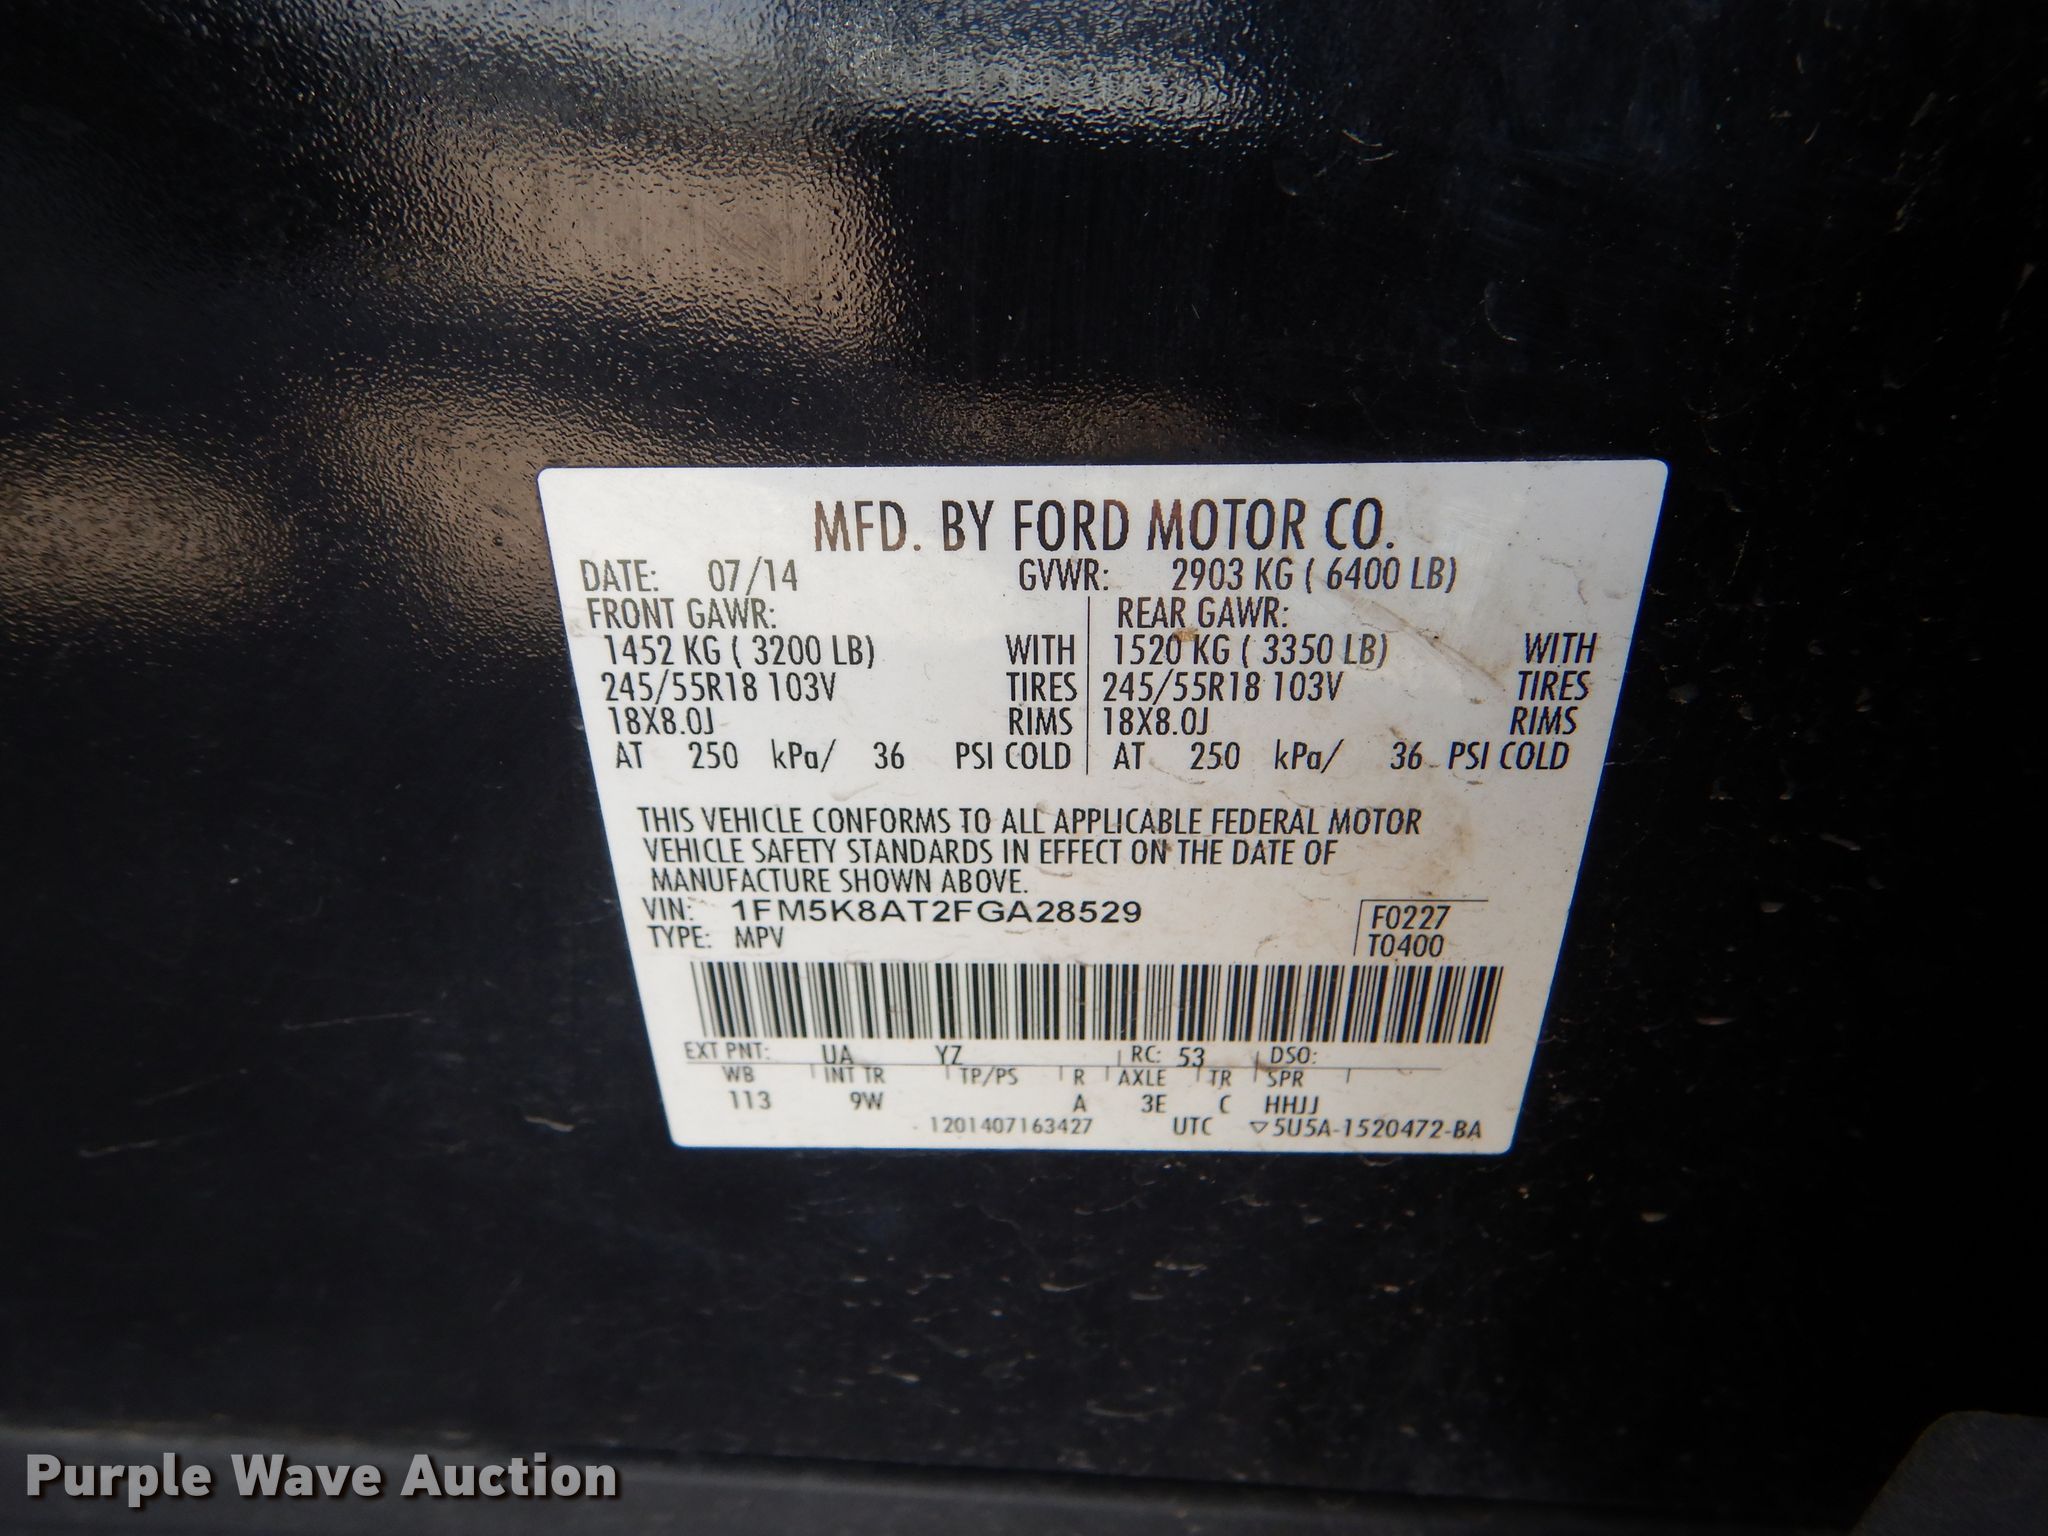 MFD. BY FORD MOTOR CO.
DATE: 07/14 GVWR: 2903 KG ( 6400 LB)
FRONT GAWR: REAR GAWR:
1452 KG ( 3200 LB) WITH 1520 KG ( 3350 LB) WITH
245/55R18 103V TIRES 245/55R18 103V TIRES
18X8.0J RIMS 18X8.0J RIMS
AT 250 kPa/ 36 PSI COLD AT 250 kPa/ 36 PSI COLD
THIS VEHICLE CONFORMS TO ALL APPLICABLE FEDERAL MOTOR
VEHICLE SAFETY STANDARDS IN EFFECT ON THE DATE OF
MANUFACTURE SHOWN ABOVE.
VIN: 1FM5K8AT2FGA28529 F0227
TYPE: MPV T0400
EXT PNT: UA YZ RC: 53 DSO:
WB INT TR TP/PS R AXLE TR SPR
113 9W A 3E C HHJJ
1201407163427 UTC ▽5U5A-1520472-BA
Purple Wave Auction